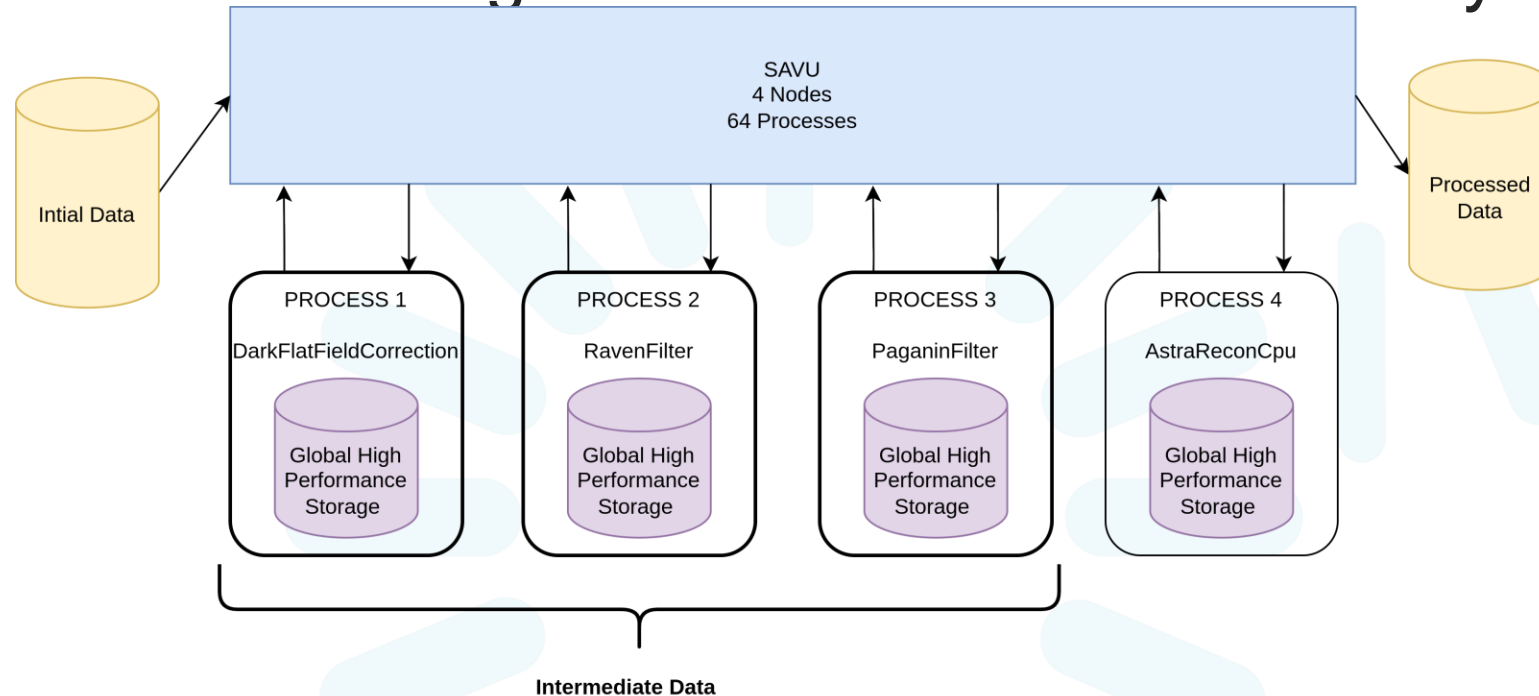 SAVU
4 Nodes
64 Processes
Intial Data
Processed
Data
PROCESS 1
DarkFlatFieldCorrection
Global High
Performance
Storage
PROCESS 2
RavenFilter
Global High
Performance
Storage
PROCESS 3
PaganinFilter
Global High
Performance
Storage
PROCESS 4
AstraReconCpu
Global High
Performance
Storage
Intermediate Data